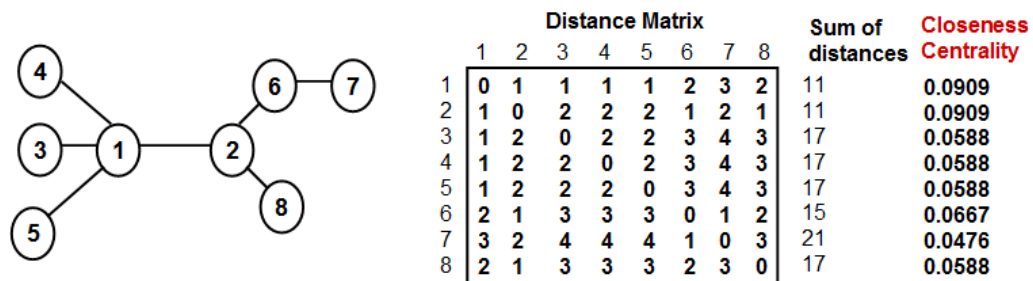 4
6
7
3
1
2
8
5
Distance Matrix
Sum of distances
Closeness Centrality
1 2 3 4 5 6 7 8
1 0 1 1 1 1 2 3 2 11 0.0909
2 1 0 2 2 2 1 2 1 11 0.0909
3 1 2 0 2 2 3 4 3 17 0.0588
4 1 2 2 0 2 3 4 3 17 0.0588
5 1 2 2 2 0 3 4 3 17 0.0588
6 2 1 3 3 3 0 1 2 15 0.0667
7 3 2 4 4 4 1 0 3 21 0.0476
8 2 1 3 3 3 2 3 0 17 0.0588